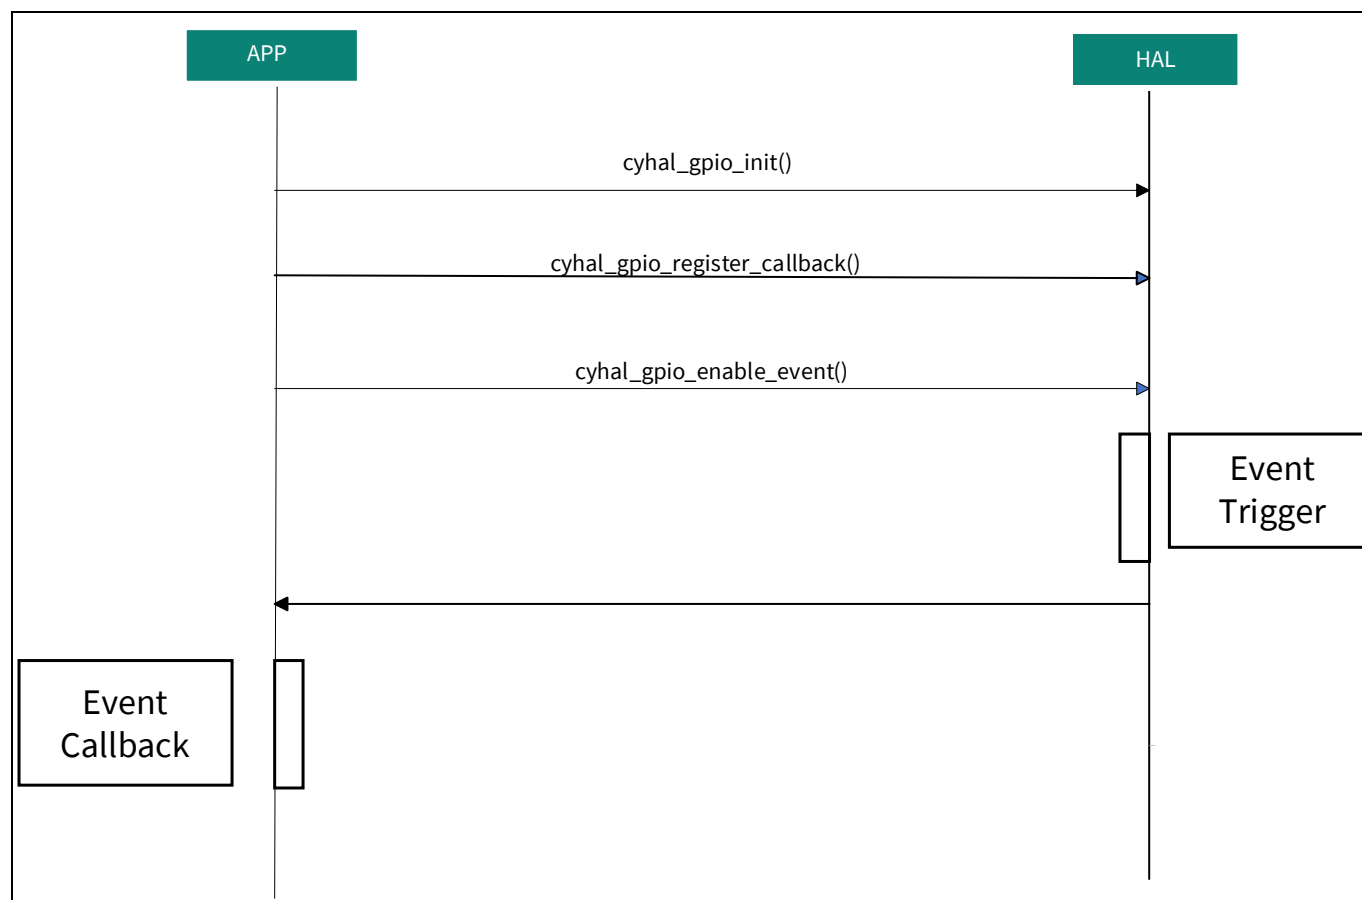 APP
HAL
cyhal_gpio_init()
cyhal_gpio_register_callback()
cyhal_gpio_enable_event()
Event
Trigger
Event
Callback